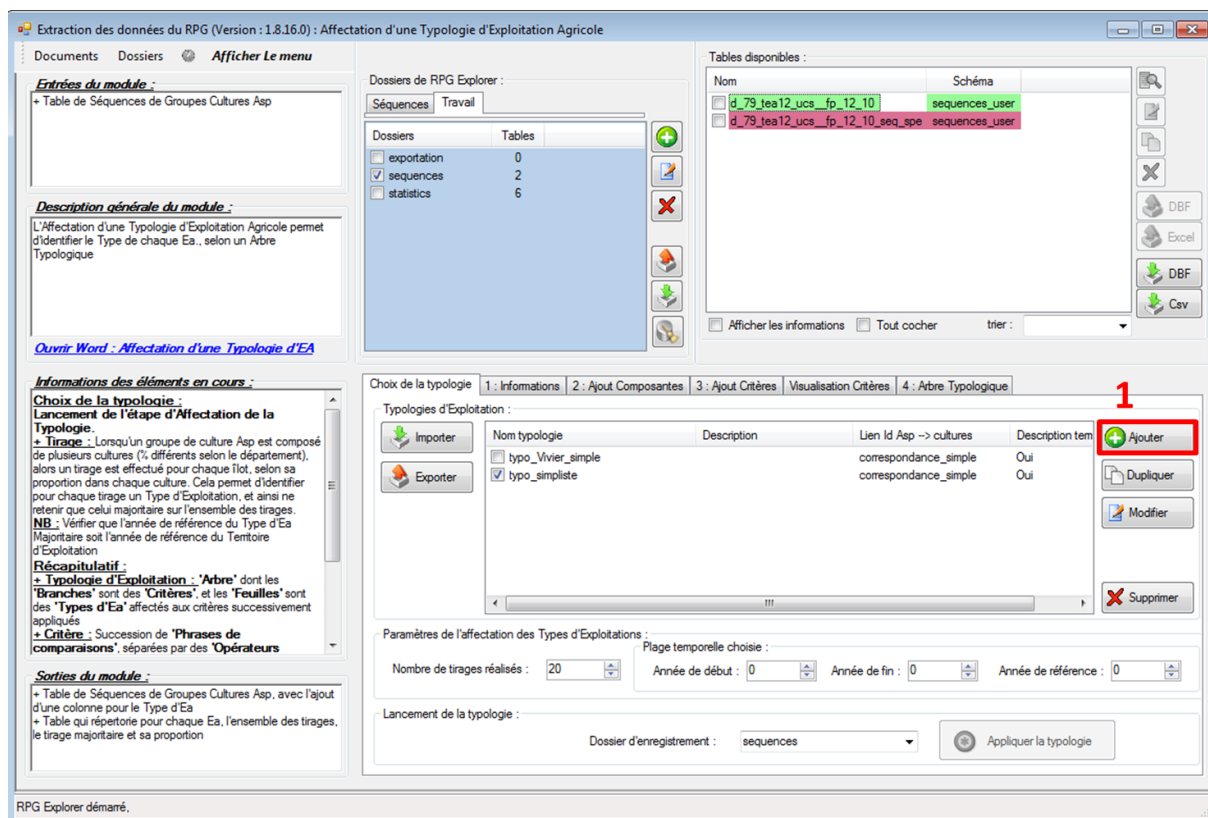 Extraction des données du RPG (Version : 1.8.16.0) : Affectation d'une Typologie d'Exploitation Agricole
Documents Dossiers Afficher Le menu
Entrées du module :
+ Table de Séquences de Groupes Cultures Asp
Description générale du module :
L'Affectation d'une Typologie d'Exploitation Agricole permet
d'identifier le Type de chaque Ea., selon un Arbre
Typologique
Ouvrir Word : Affectation d'une Typologie d'EA
Dossiers de RPG Explorer :
Séquences Travail
Dossiers Tables
exportation 0
sequences 2
statistics 6
Tables disponibles :
Nom Schéma
d_79_tea12_ucs__fp_12_10 sequences_user
d_79_tea12_ucs__fp_12_10_seq_spe sequences_user
DBF
Excel
DBF
Csv
Afficher les informations Tout cocher trier :
Informations des éléments en cours :
Choix de la typologie :
Lancement de l'étape d'Affectation de la
Typologie.
+ Tirage : Lorsqu'un groupe de culture Asp est composé
de plusieurs cultures (% différents selon le département),
alors un tirage est effectué pour chaque îlot, selon sa
proportion dans chaque culture. Cela permet d'identifier
pour chaque tirage un Type d'Exploitation, et ainsi ne
retenir que celui majoritaire sur l'ensemble des tirages.
NB : Vérifier que l'année de référence du Type d'Ea
Majoritaire soit l'année de référence du Territoire
d'Exploitation
Récapitulatif :
+ Typologie d'Exploitation : 'Arbre' dont les
'Branches' sont des 'Critères', et les 'Feuilles' sont
des 'Types d'Ea' affectés aux critères successivement
appliqués
+ Critère : Succession de 'Phrases de
comparaisons', séparées par des 'Opérateurs
Sorties du module :
+ Table de Séquences de Groupes Cultures Asp, avec l'ajout
d'une colonne pour le Type d'Ea
+ Table qui répertorie pour chaque Ea, l'ensemble des tirages,
le tirage majoritaire et sa proportion
Choix de la typologie 1 : Informations 2 : Ajout Composantes 3 : Ajout Critères Visualisation Critères 4 : Arbre Typologique
1
Typologies d'Exploitation :
Importer
Exporter
Nom typologie Description Lien Id Asp --> cultures Description tem
typo_Vivier_simple correspondance_simple Oui
typo_simpliste correspondance_simple Oui
Ajouter
Dupliquer
Modifier
Supprimer
Paramètres de l'affectation des Types d'Exploitations :
Nombre de tirages réalisés : 20
Plage temporelle choisie :
Année de début : 0 Année de fin : 0 Année de référence : 0
Lancement de la typologie :
Dossier d'enregistrement : sequences Appliquer la typologie
RPG Explorer démarré,